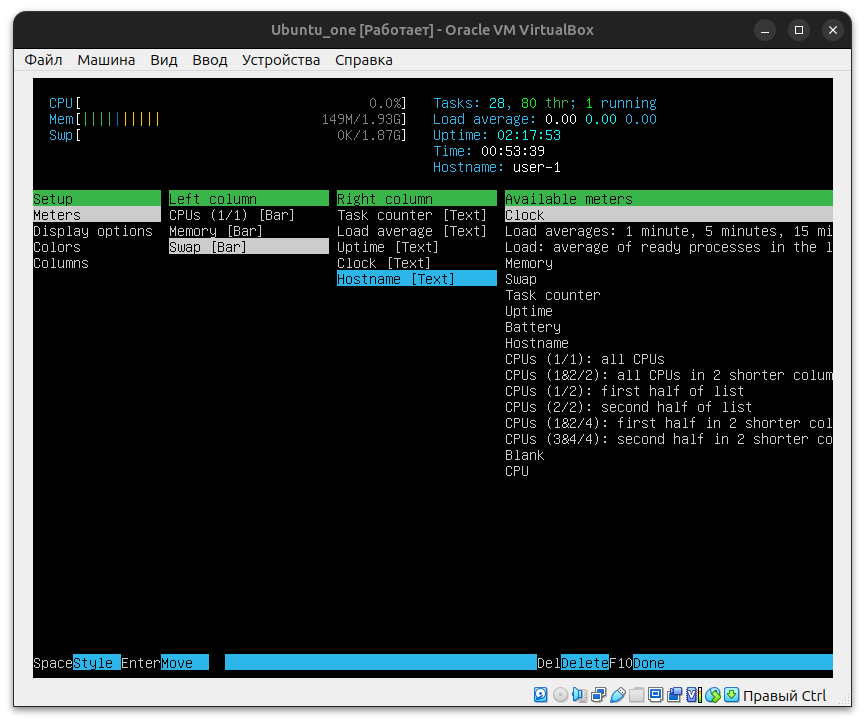 Ubuntu_one [Работает] - Oracle VM VirtualBox
Файл Машина Вид Ввод Устройства Справка
CPU[ 0.0%] Tasks: 28, 80 thr; 1 running
Mem[|||||||||| 149M/1.93G] Load average: 0.00 0.00 0.00
Swp[ 0K/1.87G] Uptime: 02:17:53
Time: 00:53:39
Hostname: user-1
Setup Left column Right column Available meters
Meters CPUs (1/1) [Bar] Task counter [Text] Clock
Display options Memory [Bar] Load average [Text] Load averages: 1 minute, 5 minutes, 15 mi
Colors Swap [Bar] Uptime [Text] Load: average of ready processes in the l
Columns Clock [Text] Memory
Hostname [Text] Swap
Task counter
Uptime
Battery
Hostname
CPUs (1/1): all CPUs
CPUs (1&2/2): all CPUs in 2 shorter colum
CPUs (1/2): first half of list
CPUs (2/2): second half of list
CPUs (1&2/4): first half in 2 shorter col
CPUs (3&4/4): second half in 2 shorter co
Blank
CPU
SpaceStyle EnterMove DelDeleteF10Done
Правый Ctrl